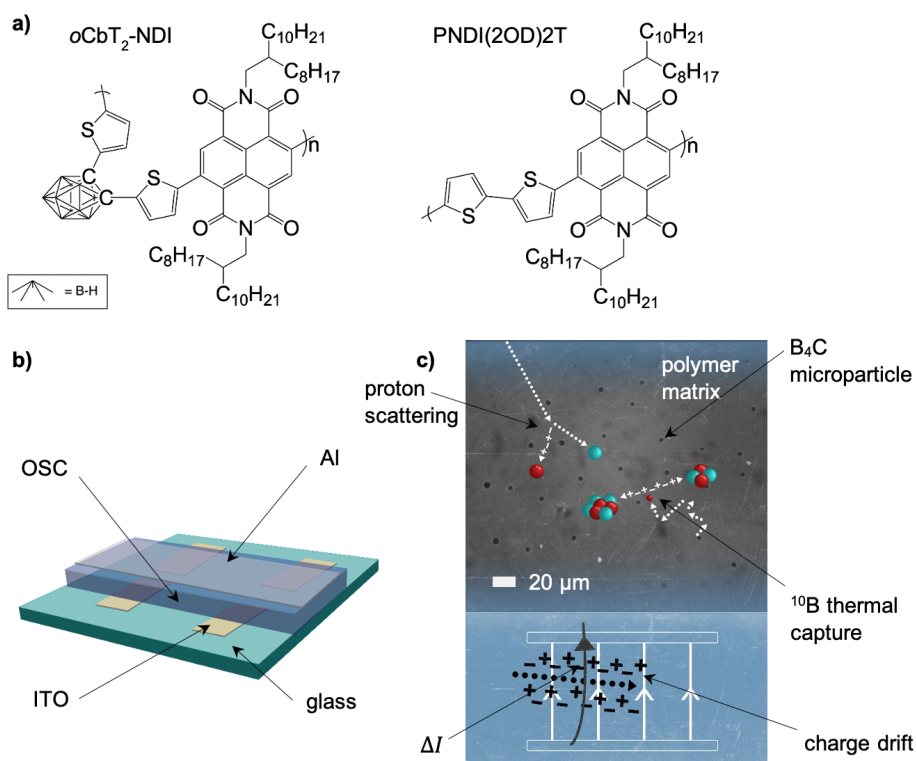 a)
oCbT₂-NDI
PNDI(2OD)2T
C₁₀H₂₁
C₈H₁₇
O
N
O
S
C
C
S
)n
O
N
O
C₈H₁₇
C₁₀H₂₁
= B-H
C₁₀H₂₁
C₈H₁₇
O
N
O
)n
S
S
O
N
O
C₈H₁₇
C₁₀H₂₁
b)
OSC
Al
ITO
glass
c)
proton
scattering
polymer
matrix
B₄C
microparticle
20 µm
¹⁰B thermal
capture
ΔI
charge drift